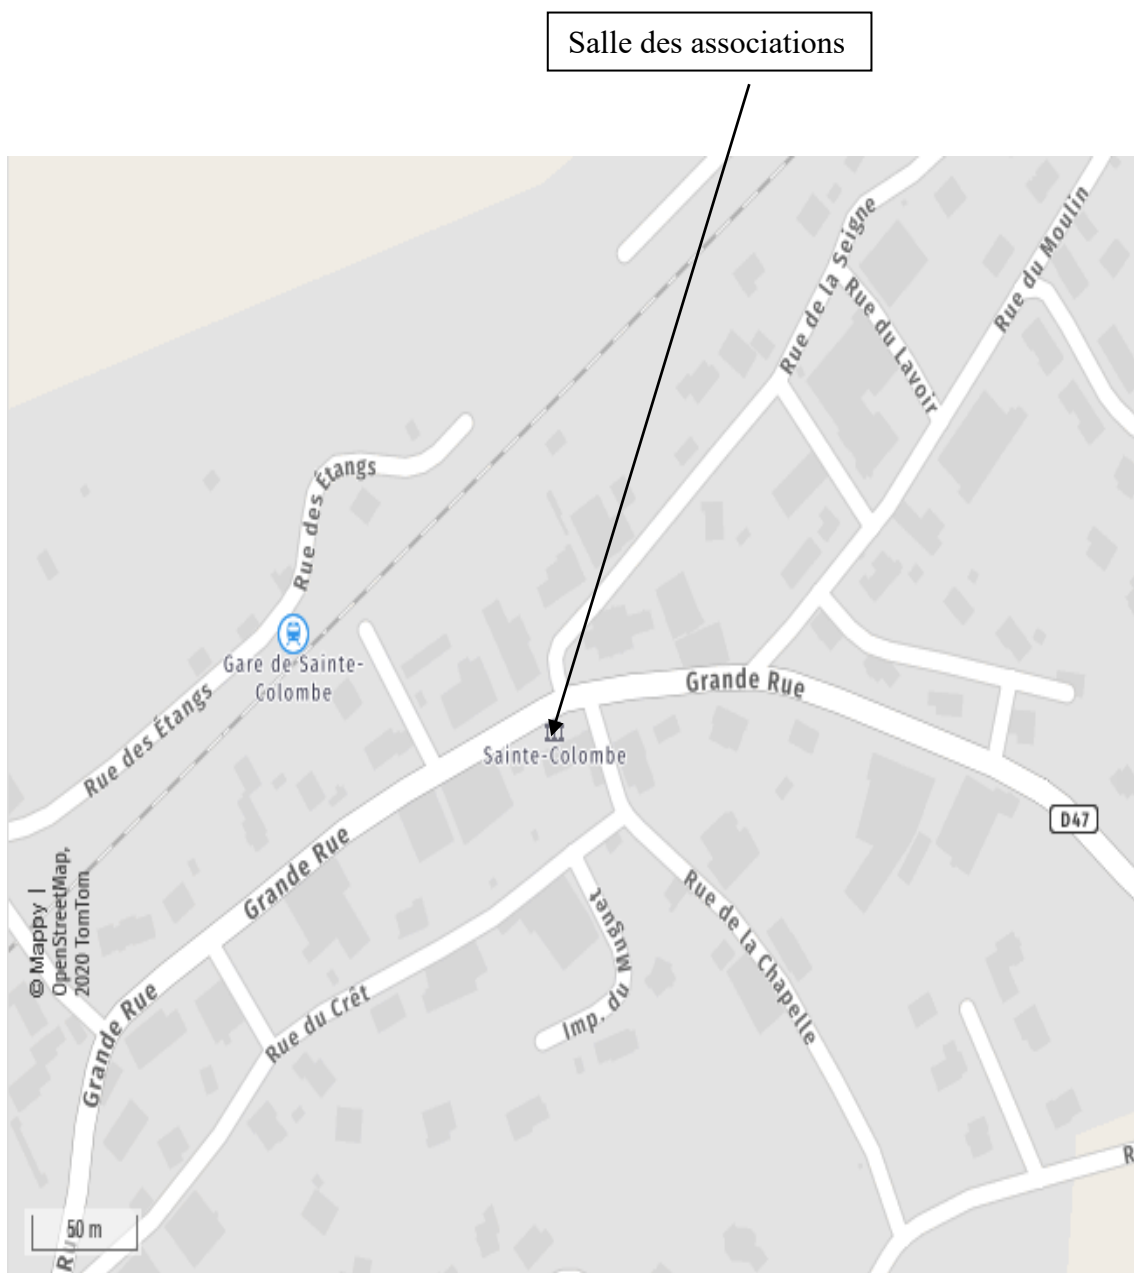 Salle des associations
Rue de la Seigne
Rue du Moulin
Rue du Lavoir
Rue des Étangs
Gare de Sainte-
Colombe
Grande Rue
Rue des Étangs
Sainte-Colombe
D47
Grande Rue
Rue de la Chapelle
Imp. du Muguet
© Mappy |
OpenStreetMap,
2020 TomTom
Grande Rue
Rue du Crêt
R
50 m
Ru